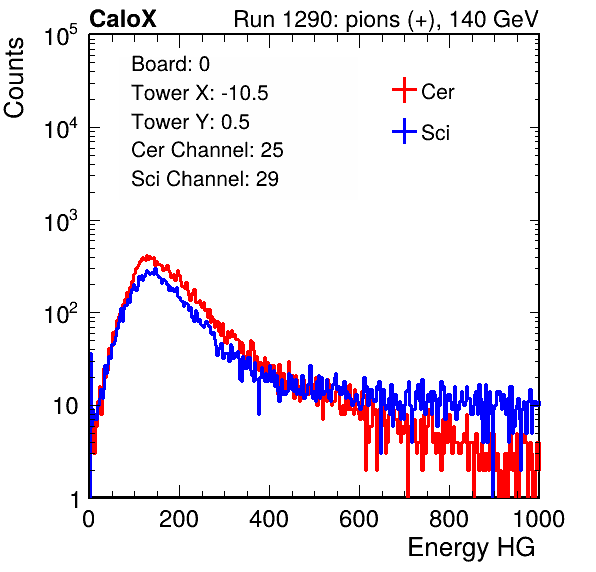 CaloX Run 1290: pions (+), 140 GeV
Board: 0
Tower X: -10.5
Tower Y: 0.5
Cer Channel: 25
Sci Channel: 29
Cer
Sci
Counts
10^5
10^4
10^3
10^2
10
1
0 200 400 600 800 1000
Energy HG